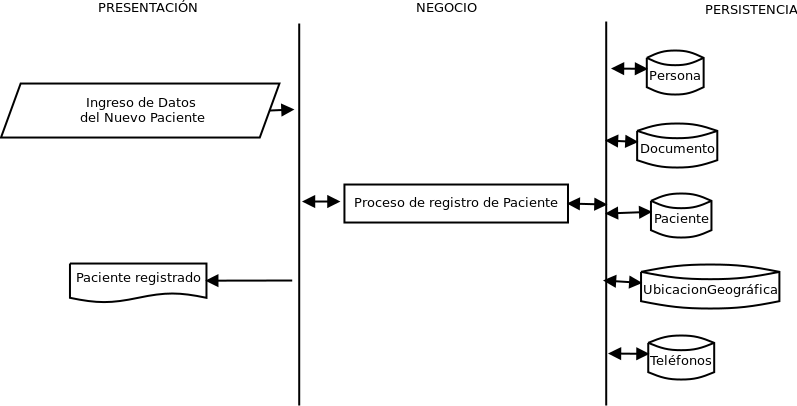 PRESENTACIÓN
NEGOCIO
PERSISTENCIA
Persona
Ingreso de Datos
del Nuevo Paciente
Documento
Proceso de registro de Paciente
Paciente
Paciente registrado
UbicacionGeográfica
Teléfonos